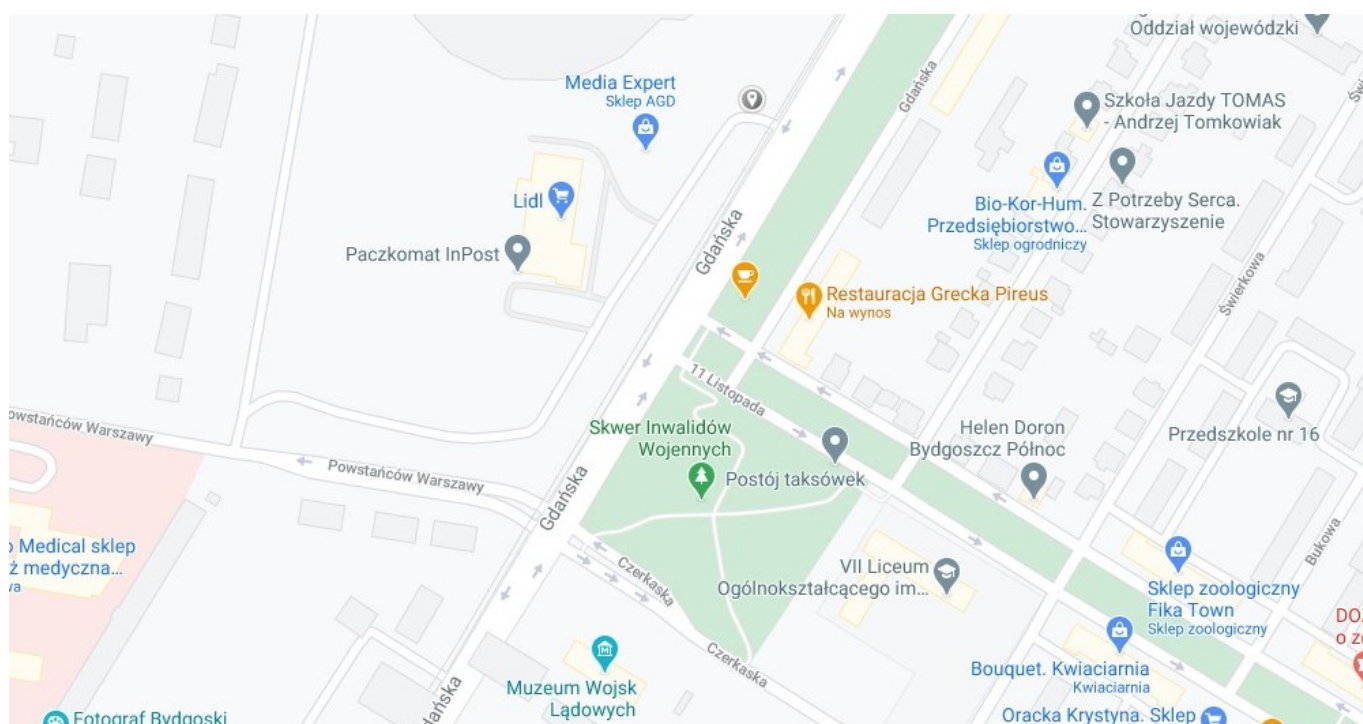 Oddział wojewódzki
Media Expert
Sklep AGD
Gdańska
Szkoła Jazdy TOMAS
- Andrzej Tomkowiak
Lidl
Bio-Kor-Hum.
Przedsiębiorstwo...
Sklep ogrodniczy
Z Potrzeby Serca.
Stowarzyszenie
Paczkomat InPost
Gdańska
Świerkowa
Restauracja Grecka Pireus
Na wynos
11 Listopada
Powstańców Warszawy
Skwer Inwalidów
Wojennych
Helen Doron
Bydgoszcz Północ
Przedszkole nr 16
Powstańców Warszawy
Postój taksówek
Gdańska
Medical sklep
medyczna...
Czerkaska
VII Liceum
Ogólnokształcącego im...
Bukowa
Sklep zoologiczny
Fika Town
Sklep zoologiczny
Czerkaska
Bouquet. Kwiaciarnia
Kwiaciarnia
Muzeum Wojsk
Lądowych
Fotograf Bydgoski
Oracka Krystyna. Sklep